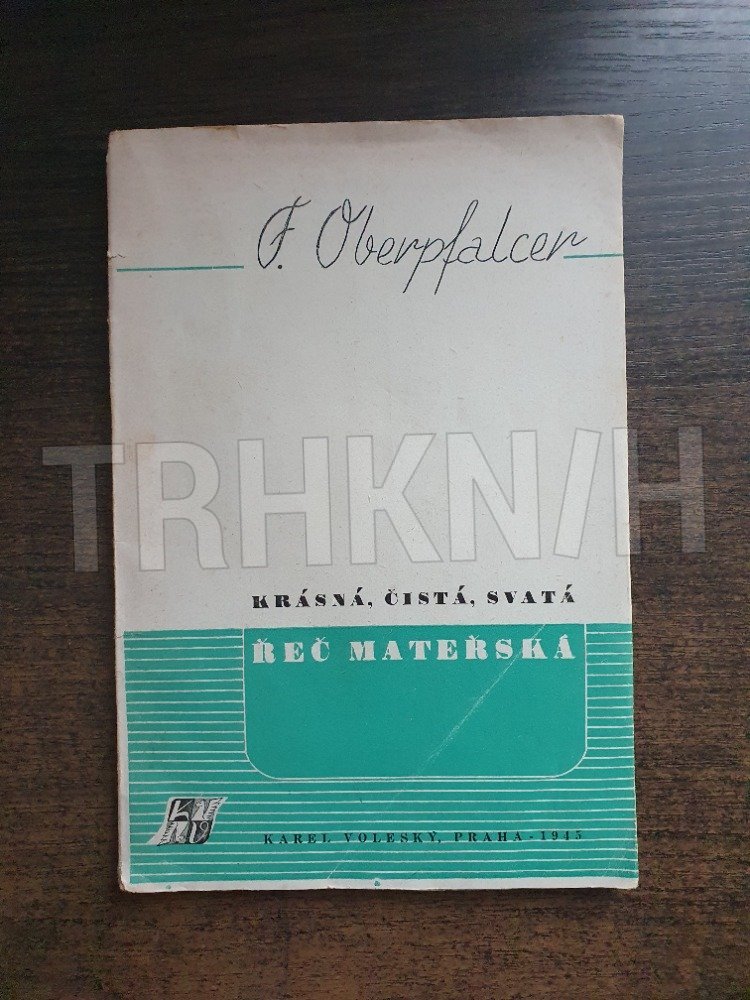 F. Oberpfalcer
TRHKNIH
KRÁSNÁ, ČISTÁ, SVATÁ
ŘEČ MATEŘSKÁ
KAREL VOLESKÝ, PRAHA - 1945